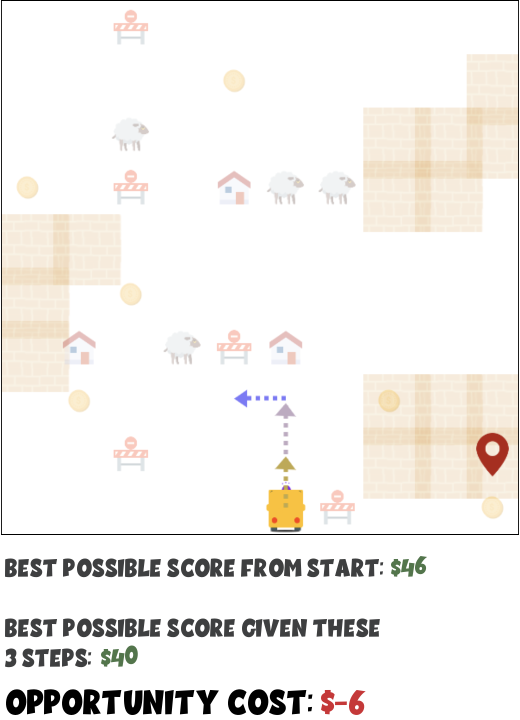 BEST POSSIBLE SCORE FROM START: $46
BEST POSSIBLE SCORE GIVEN THESE
3 STEPS: $40
OPPORTUNITY COST: $-6